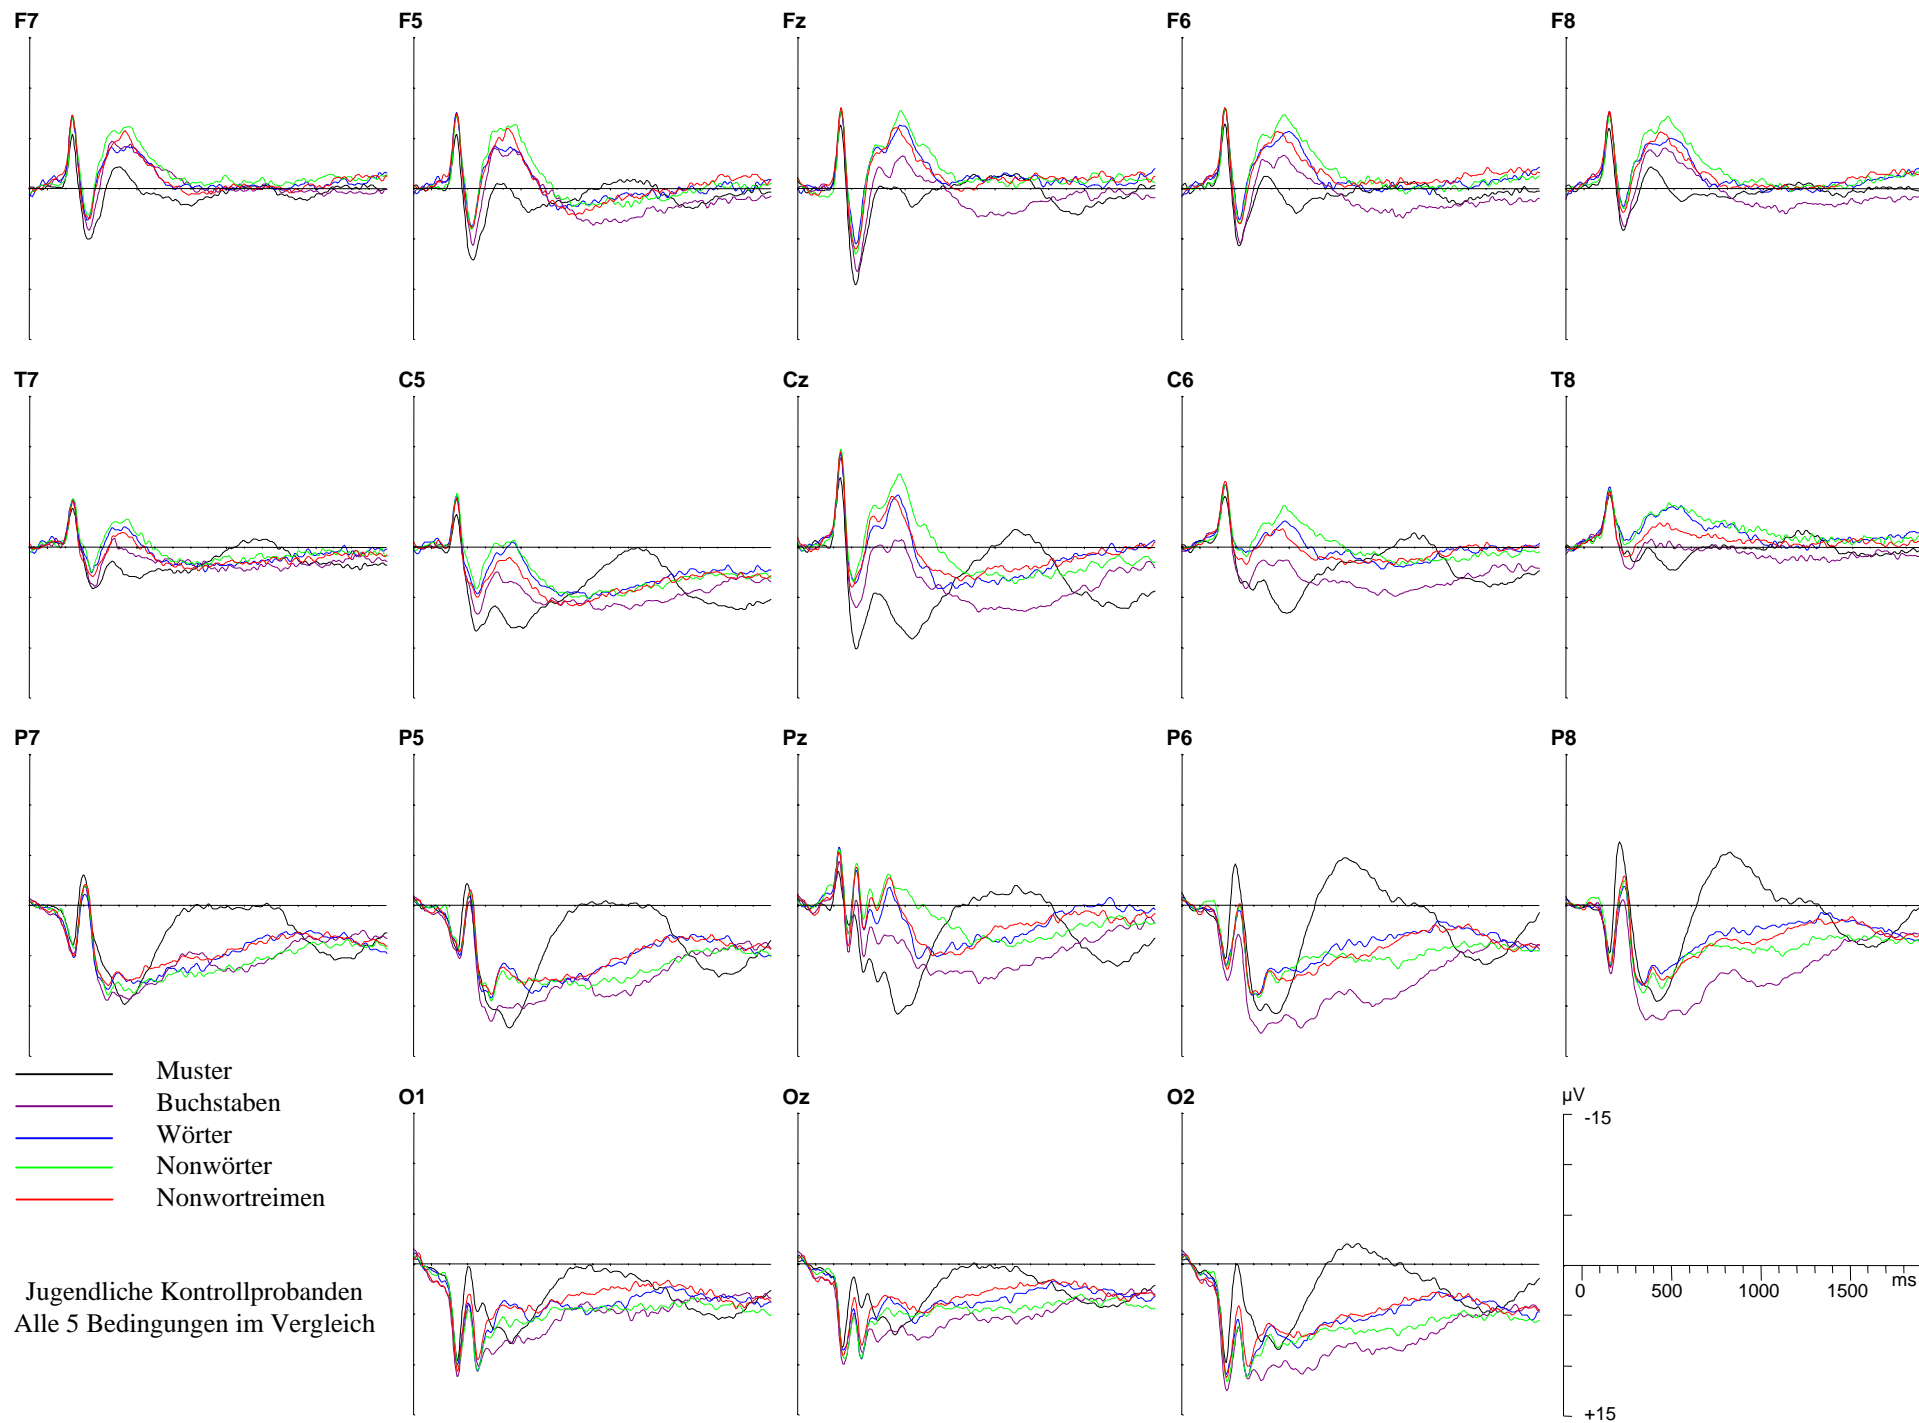 F7 F5 Fz F6 F8
T7 C5 Cz C6 T8
P7 P5 Pz P6 P8
Muster
Buchstaben
Wörter
Nonwörter
Nonwortreimen
O1 Oz O2
µV
-15
0 500 1000 1500 ms
+15
Jugendliche Kontrollprobanden
Alle 5 Bedingungen im Vergleich